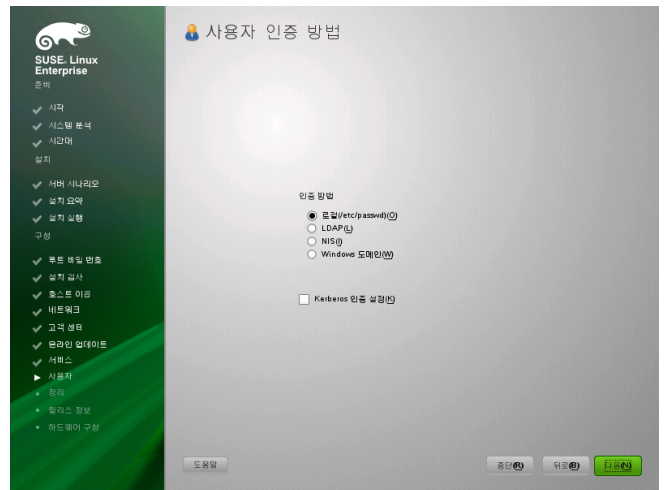 SUSE. Linux
Enterprise
준비
시작
시스템 분석
시간대
설치
서버 시나리오
설치 요약
설치 실행
구성
루트 비밀 번호
설치 검사
호스트 이름
네트워크
고객 센터
온라인 업데이트
서비스
사용자
정리
릴리스 정보
하드웨어 구성
사용자 인증 방법
인증 방법
로컬(/etc/passwd)(O)
LDAP(L)
NIS(I)
Windows 도메인(W)
Kerberos 인증 설정(K)
도움말
중단(R)
뒤로(B)
다음(N)